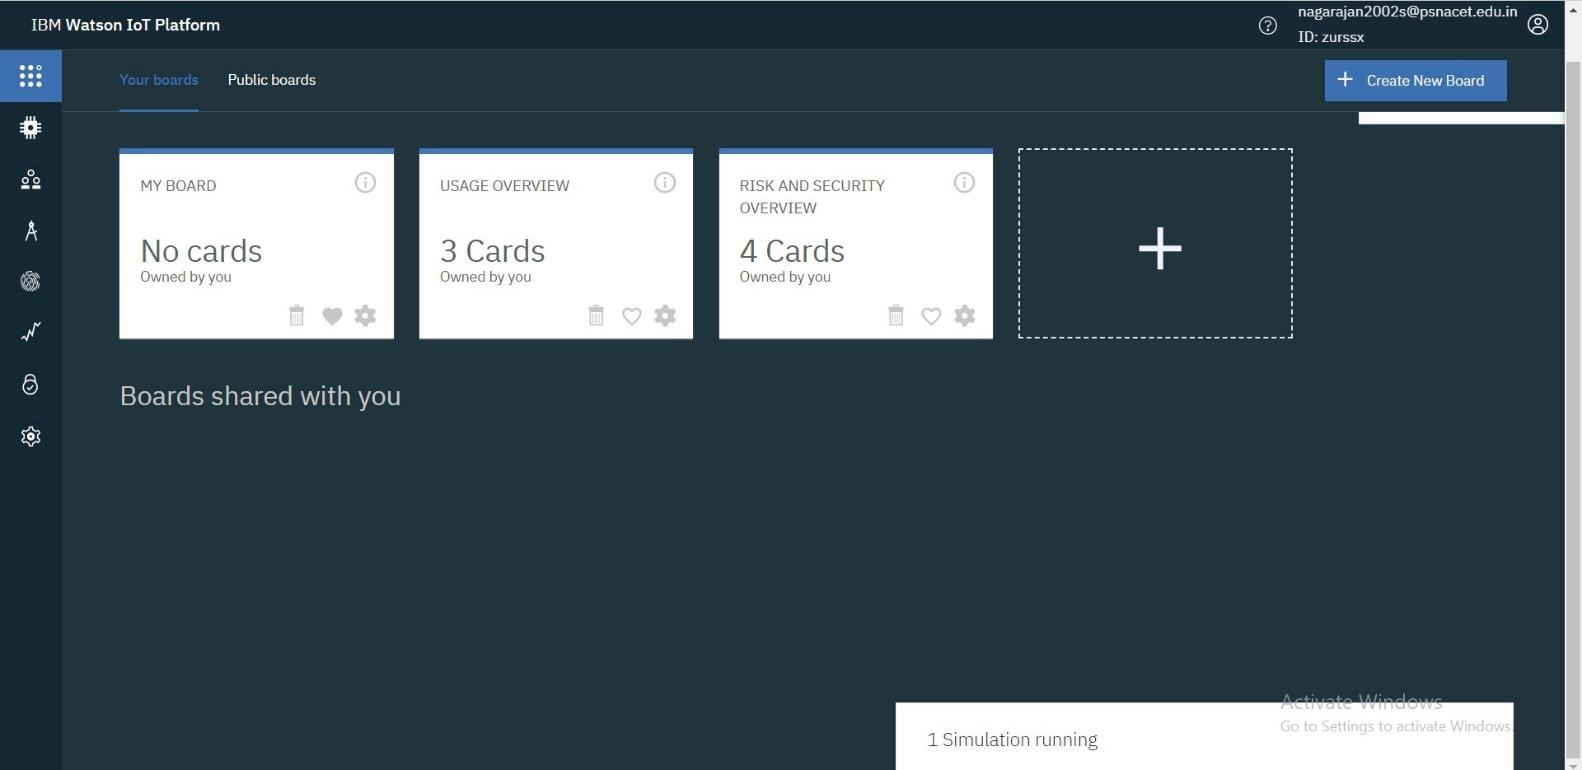 IBM Watson IoT Platform
nagarajan2002s@psnacet.edu.in
ID: zurssx
Your boards
Public boards
Create New Board
MY BOARD
No cards
Owned by you
USAGE OVERVIEW
3 Cards
Owned by you
RISK AND SECURITY
OVERVIEW
4 Cards
Owned by you
Boards shared with you
Activate Windows
Go to Settings to activate Windows.
1 Simulation running